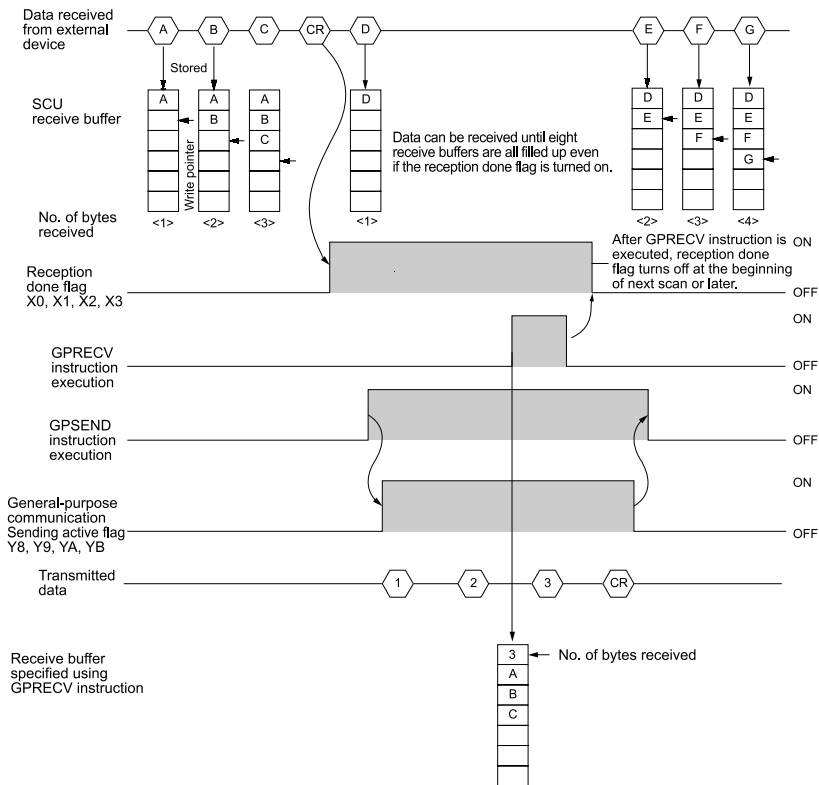 Data received
from external
device
A B C CR D E F G
Stored
SCU
receive buffer
A A A D D D D
B B E E E
C F F
G
Write pointer
Data can be received until eight
receive buffers are all filled up even
if the reception done flag is turned on.
No. of bytes
received
<1> <2> <3> <1> <2> <3> <4>
After GPRECV instruction is
executed, reception done
flag turns off at the beginning
of next scan or later.
ON
Reception
done flag
X0, X1, X2, X3
OFF
ON
GPRECV
instruction
execution
OFF
ON
GPSEND
instruction
execution
OFF
ON
General-purpose
communication
Sending active flag
Y8, Y9, YA, YB
OFF
Transmitted
data
1 2 3 CR
Receive buffer
specified using
GPRECV instruction
3 No. of bytes received
A
B
C